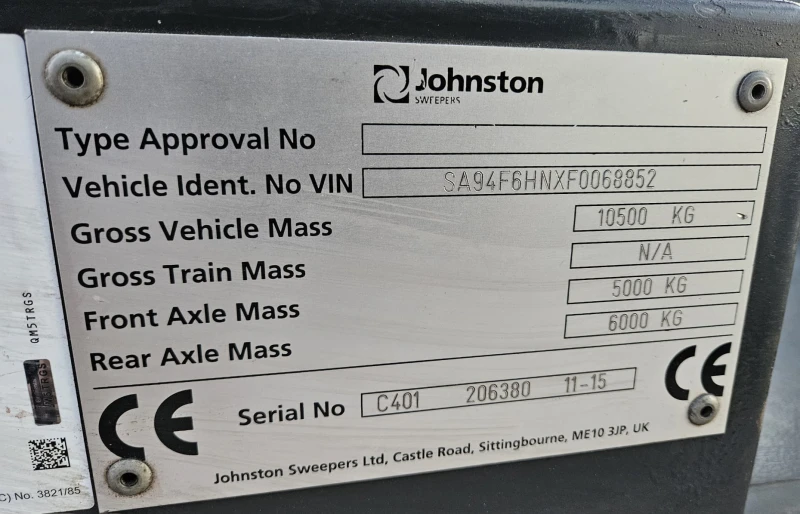 Johnston
SWEEPERS
Type Approval No
Vehicle Ident. No VIN SA94F6HNXF0068852
Gross Vehicle Mass 10500 KG
Gross Train Mass N/A
Front Axle Mass 5000 KG
Rear Axle Mass 6000 KG
CE Serial No C401 206380 11-15 CE
Johnston Sweepers Ltd, Castle Road, Sittingbourne, ME10 3JP, UK
QM5TRGS
C) No. 3821/85